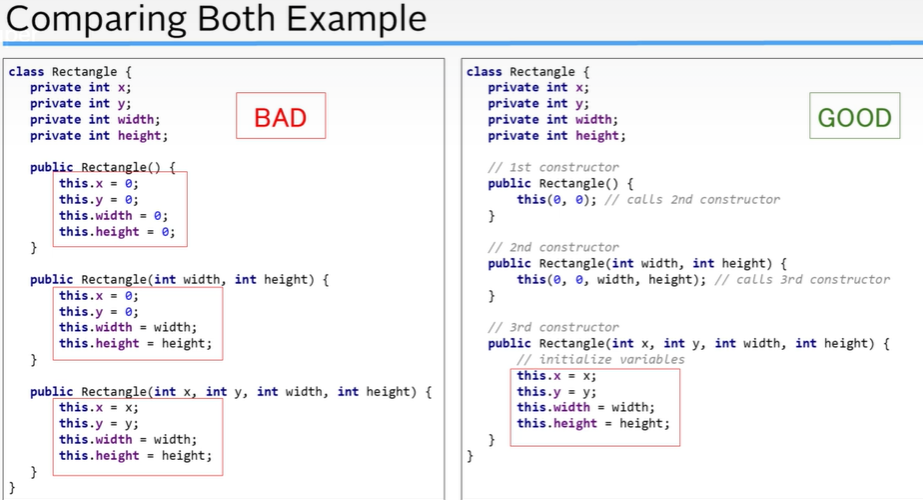 Comparing Both Example
class Rectangle {
private int x;
private int y;
private int width;
private int height;
BAD
public Rectangle() {
this.x = 0;
this.y = 0;
this.width = 0;
this.height = 0;
}
public Rectangle(int width, int height) {
this.x = 0;
this.y = 0;
this.width = width;
this.height = height;
}
public Rectangle(int x, int y, int width, int height) {
this.x = x;
this.y = y;
this.width = width;
this.height = height;
}
}
class Rectangle {
private int x;
private int y;
private int width;
private int height;
GOOD
// 1st constructor
public Rectangle() {
this(0, 0); // calls 2nd constructor
}
// 2nd constructor
public Rectangle(int width, int height) {
this(0, 0, width, height); // calls 3rd constructor
}
// 3rd constructor
public Rectangle(int x, int y, int width, int height) {
// initialize variables
this.x = x;
this.y = y;
this.width = width;
this.height = height;
}
}